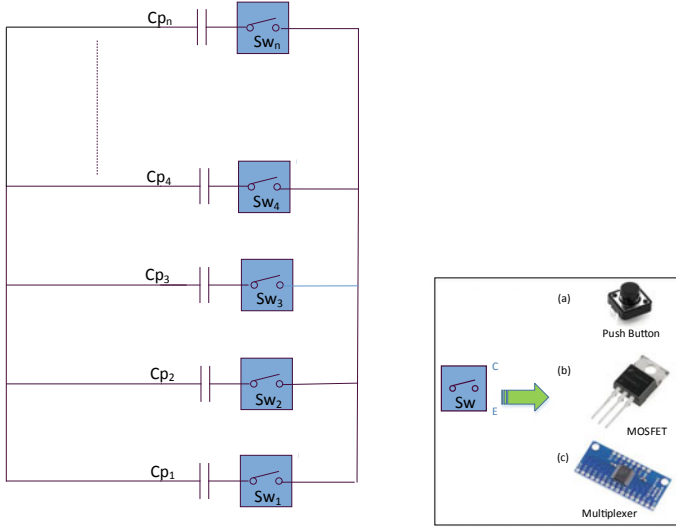 Cpn
Swn
Cp4
Sw4
Cp3
Sw3
Cp2
Sw2
Cp1
Sw1
(a)
Push Button
C
Sw
E
(b)
MOSFET
(c)
Multiplexer